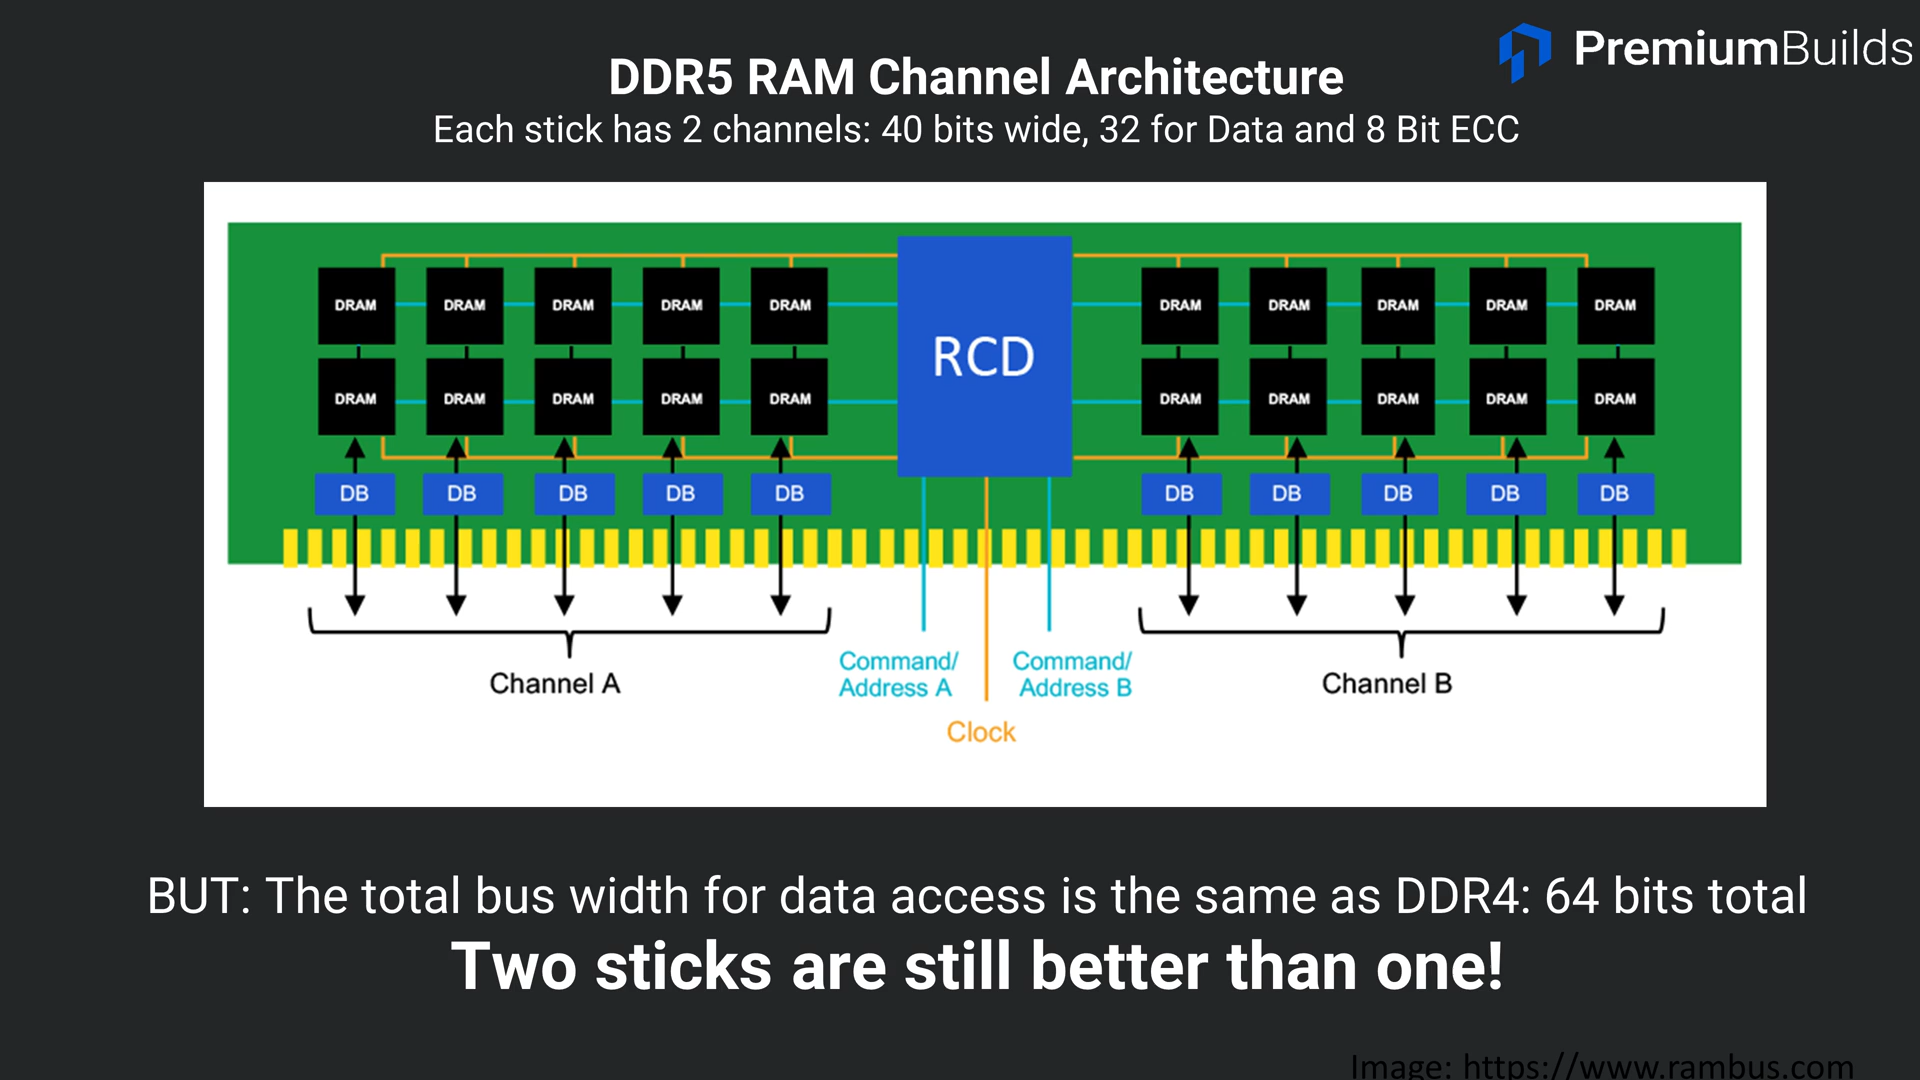 PremiumBuilds
DDR5 RAM Channel Architecture
Each stick has 2 channels: 40 bits wide, 32 for Data and 8 Bit ECC
DRAM DRAM DRAM DRAM DRAM RCD DRAM DRAM DRAM DRAM DRAM
DRAM DRAM DRAM DRAM DRAM DRAM DRAM DRAM DRAM DRAM
DB DB DB DB DB DB DB DB DB DB
Channel A
Command/
Address A
Command/
Address B
Channel B
Clock
BUT: The total bus width for data access is the same as DDR4: 64 bits total
Two sticks are still better than one!
Image: https://www.rambus.com